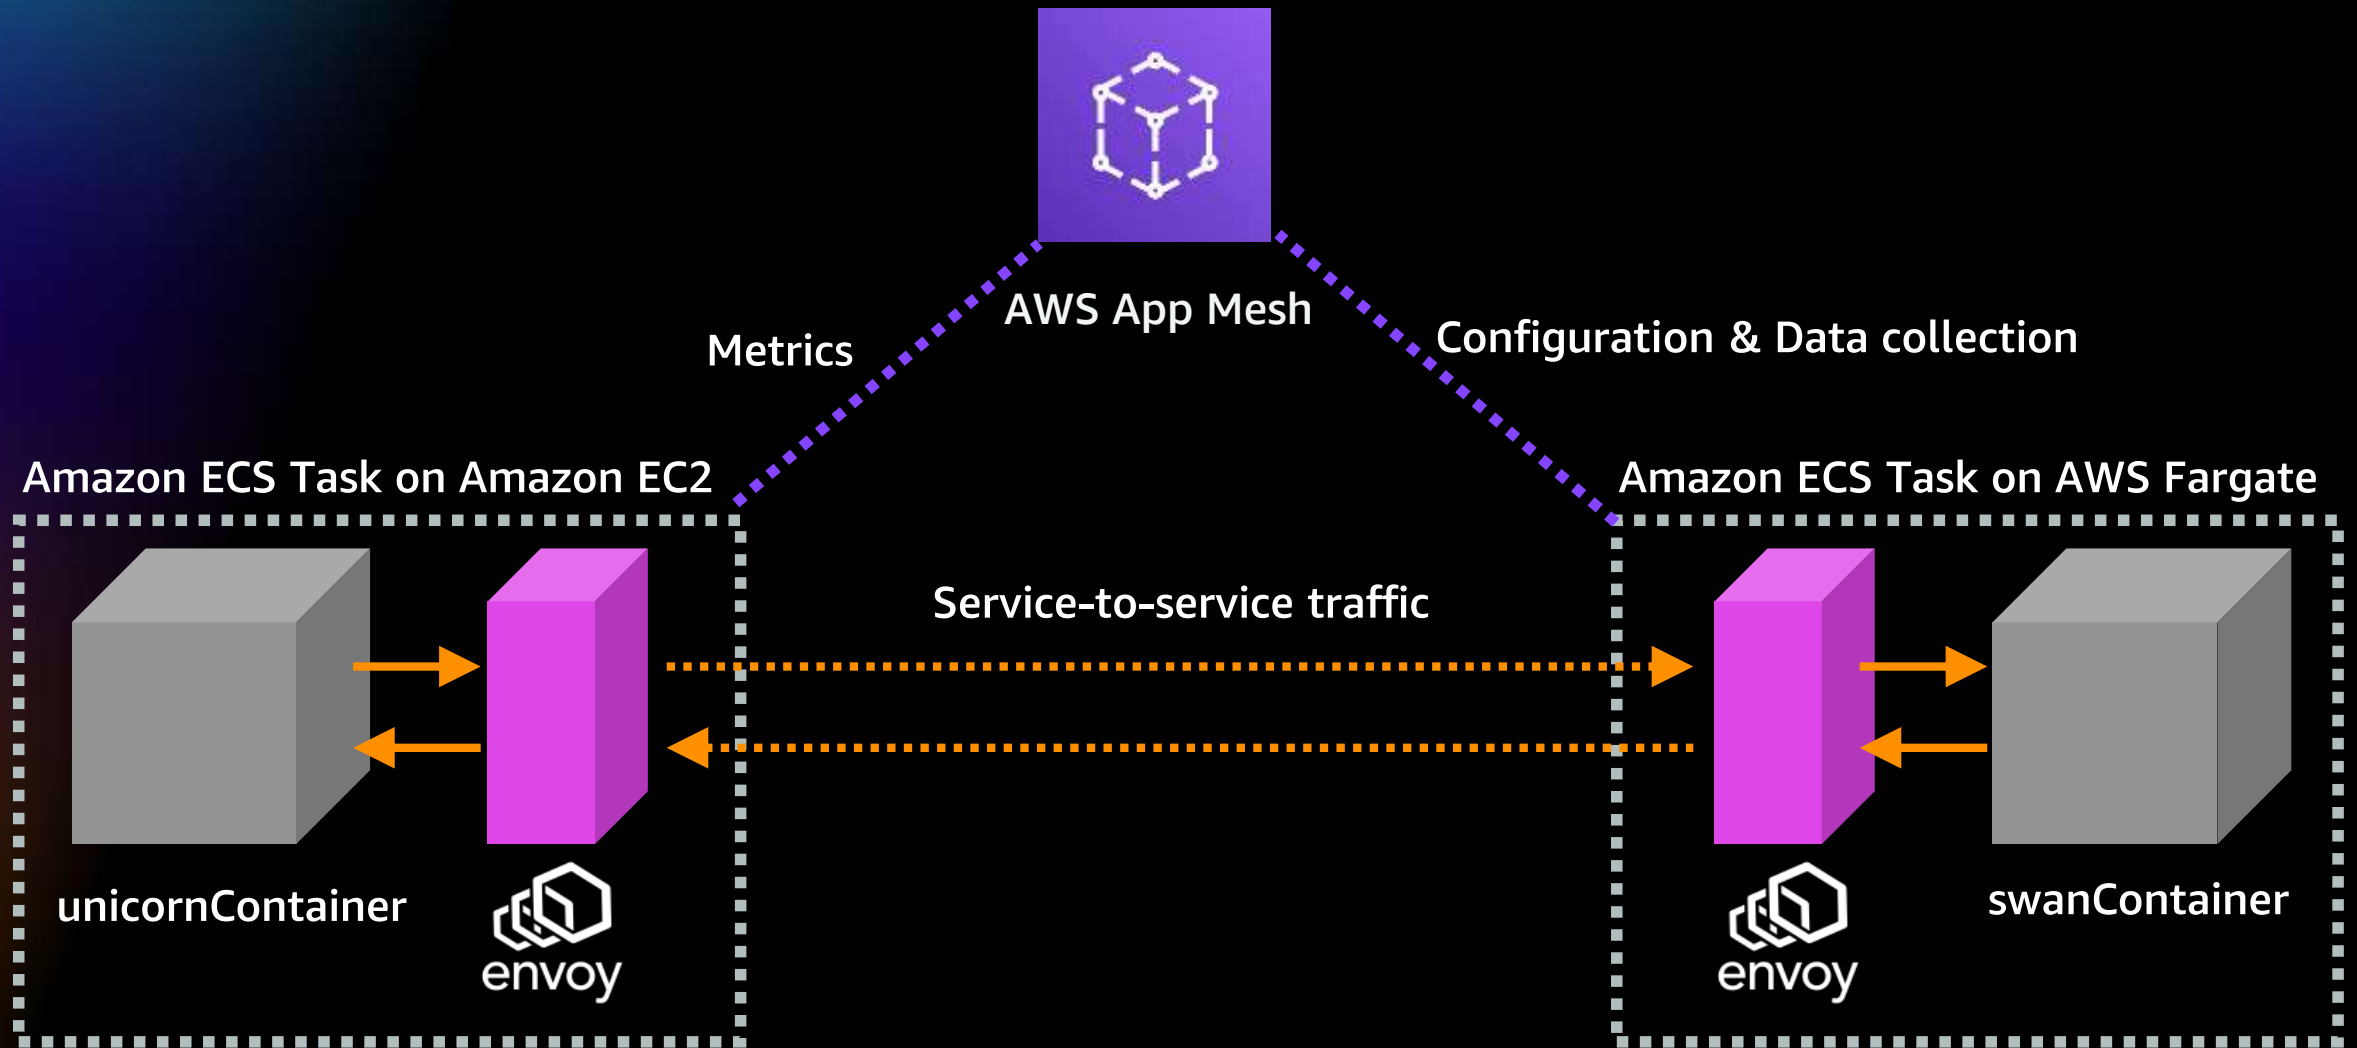 AWS App Mesh
Metrics
Configuration & Data collection
Amazon ECS Task on Amazon EC2
Amazon ECS Task on AWS Fargate
Service-to-service traffic
unicornContainer
envoy
envoy
swanContainer